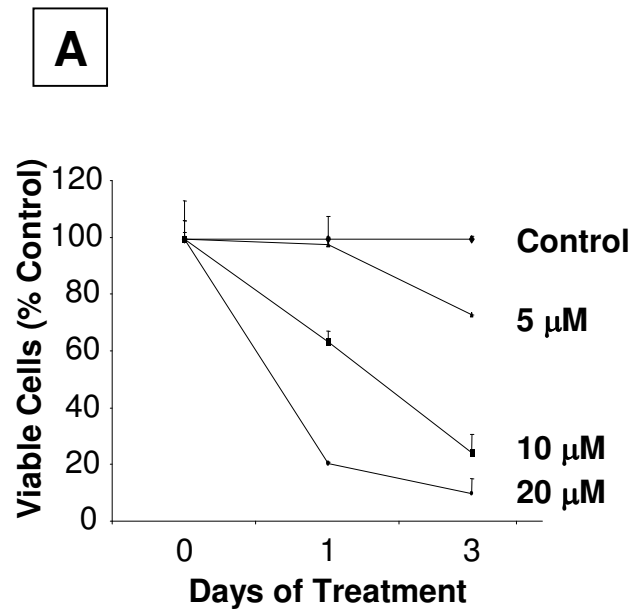 A
Viable Cells (% Control)
120
100
80
60
40
20
0
Control
5 μM
10 μM
20 μM
0 1 3
Days of Treatment